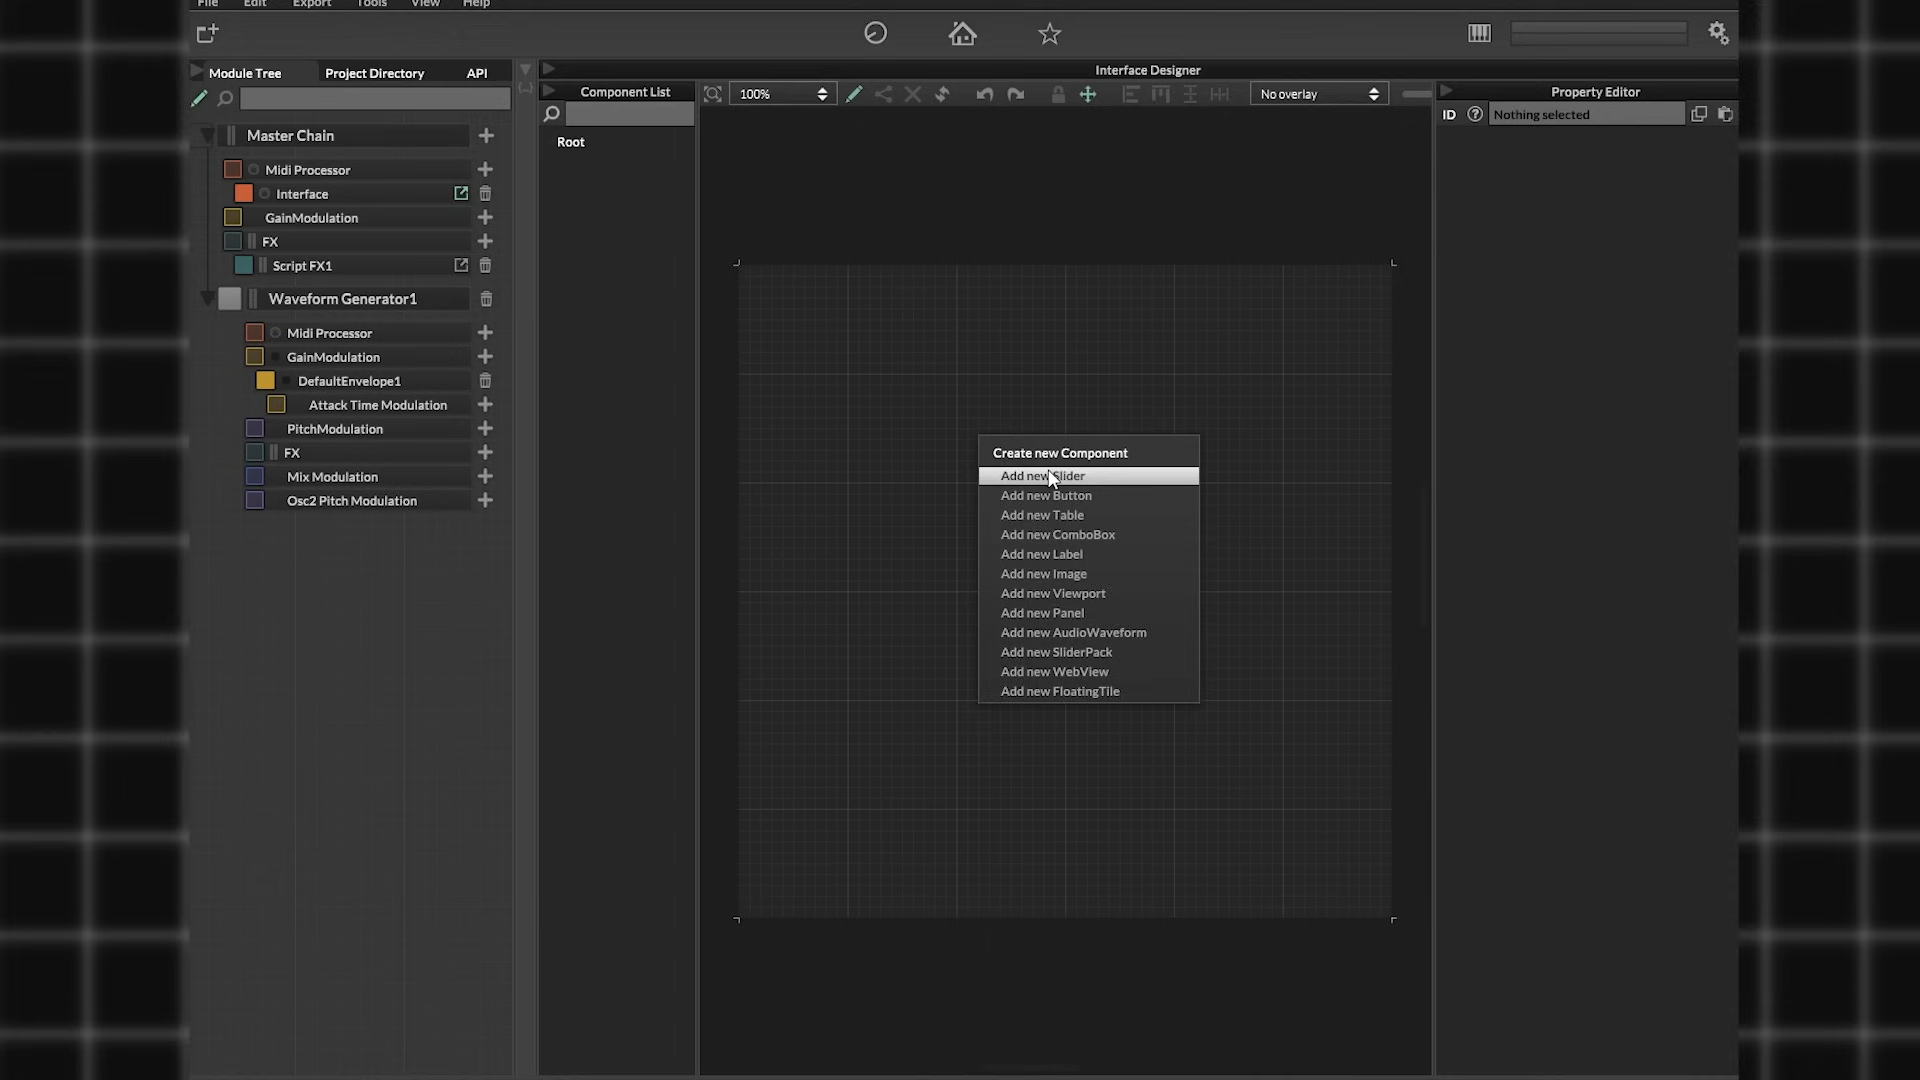 File Edit Export Tools View Help
Module Tree Project Directory API
Interface Designer
Component List
100%
No overlay
Property Editor
ID ? Nothing selected
Root
Master Chain
Midi Processor
Interface
GainModulation
FX
Script FX1
Waveform Generator1
Midi Processor
GainModulation
DefaultEnvelope1
Attack Time Modulation
PitchModulation
FX
Mix Modulation
Osc2 Pitch Modulation
Create new Component
Add new Slider
Add new Button
Add new Table
Add new ComboBox
Add new Label
Add new Image
Add new Viewport
Add new Panel
Add new AudioWaveform
Add new SliderPack
Add new WebView
Add new FloatingTile